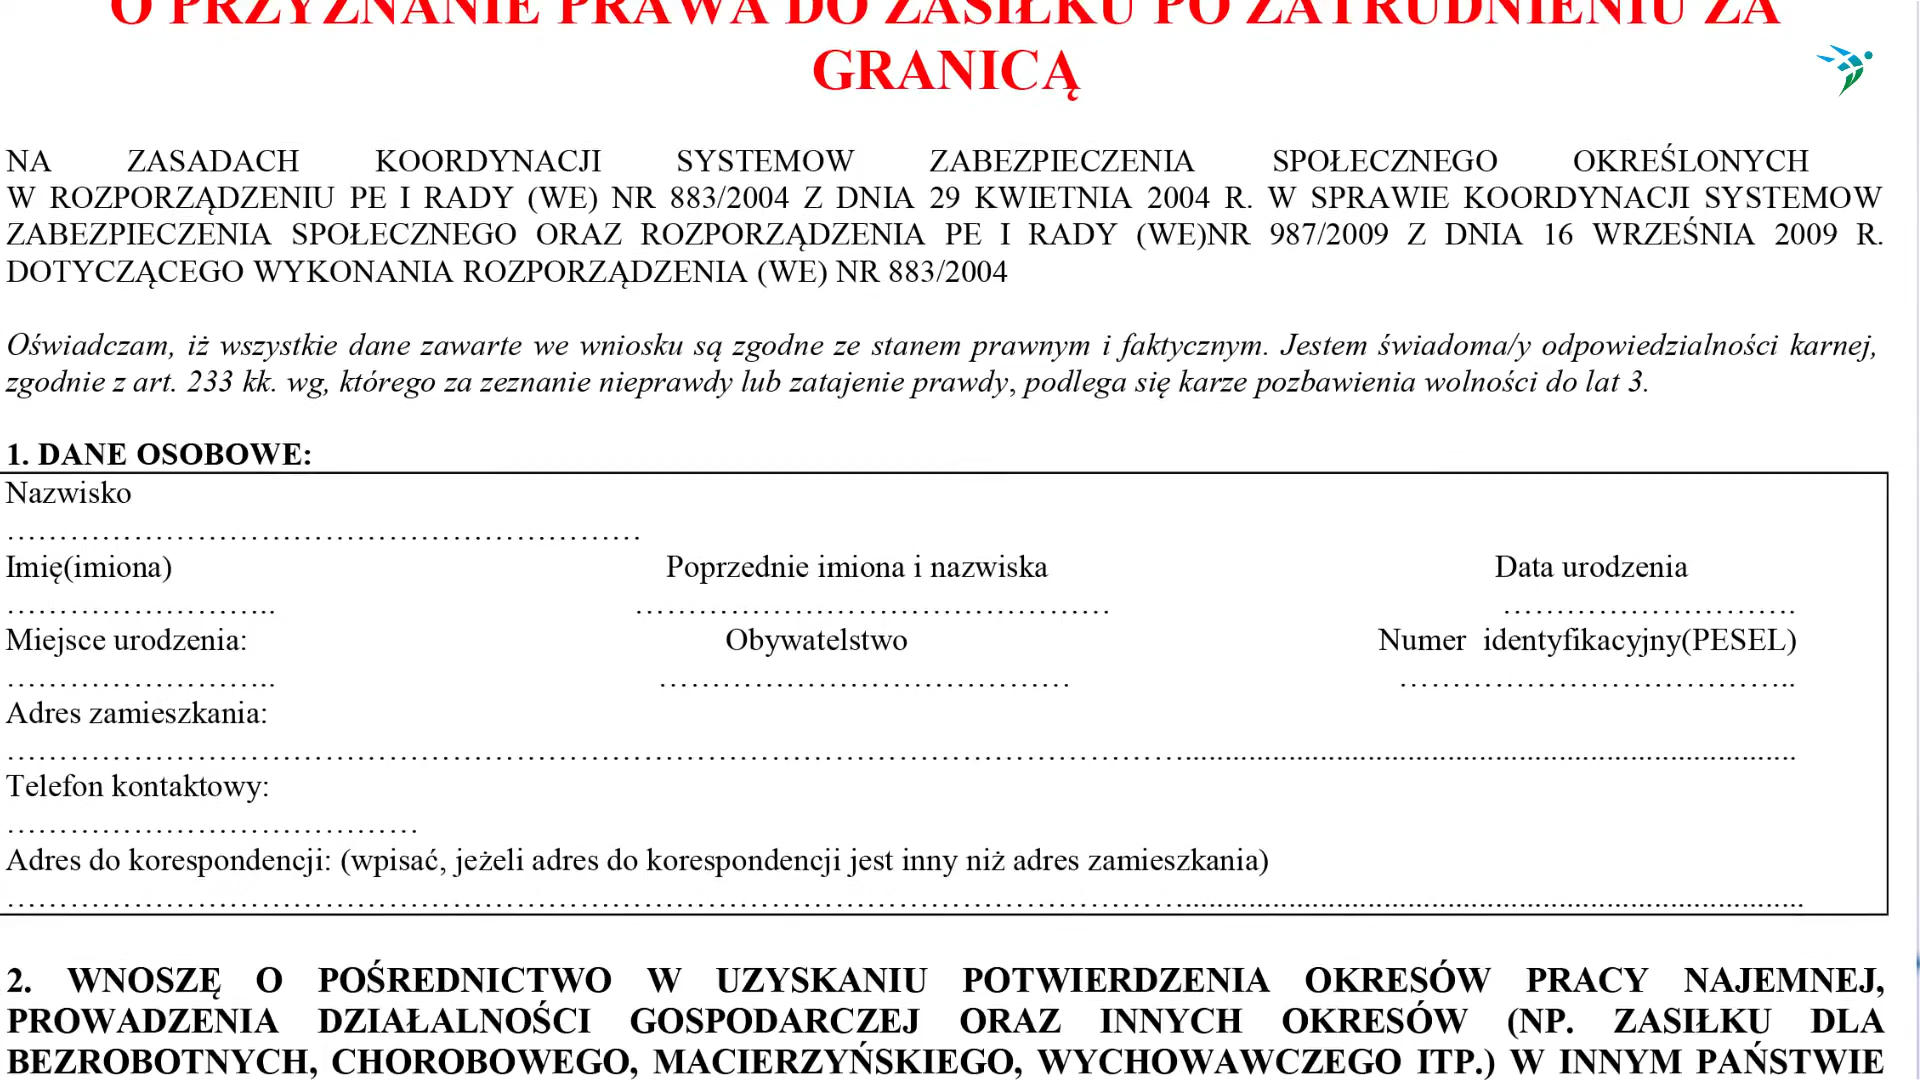 O PRZYZNANIE PRAWA DO ZASIŁKU PO ZATRUDNIENIU ZA
GRANICĄ
NA ZASADACH KOORDYNACJI SYSTEMOW ZABEZPIECZENIA SPOŁECZNEGO OKREŚLONYCH
W ROZPORZĄDZENIU PE I RADY (WE) NR 883/2004 Z DNIA 29 KWIETNIA 2004 R. W SPRAWIE KOORDYNACJI SYSTEMOW
ZABEZPIECZENIA SPOŁECZNEGO ORAZ ROZPORZĄDZENIA PE I RADY (WE)NR 987/2009 Z DNIA 16 WRZEŚNIA 2009 R.
DOTYCZĄCEGO WYKONANIA ROZPORZĄDZENIA (WE) NR 883/2004
Oświadczam, iż wszystkie dane zawarte we wniosku są zgodne ze stanem prawnym i faktycznym. Jestem świadoma/y odpowiedzialności karnej,
zgodnie z art. 233 kk. wg, którego za zeznanie nieprawdy lub zatajenie prawdy, podlega się karze pozbawienia wolności do lat 3.
1. DANE OSOBOWE:
Nazwisko
……………………………………………………
Imię(imiona) Poprzednie imiona i nazwiska Data urodzenia
…………………….. ……………………………………… ……………………….
Miejsce urodzenia: Obywatelstwo Numer identyfikacyjny(PESEL)
…………………….. ………………………………… ………………………………..
Adres zamieszkania:
…………………………………………………………………………………………………..............................................................................
Telefon kontaktowy:
…………………………………
Adres do korespondencji: (wpisać, jeżeli adres do korespondencji jest inny niż adres zamieszkania)
…………………………………………………………………………………………………...............................................................................
2. WNOSZĘ O POŚREDNICTWO W UZYSKANIU POTWIERDZENIA OKRESÓW PRACY NAJEMNEJ,
PROWADZENIA DZIAŁALNOŚCI GOSPODARCZEJ ORAZ INNYCH OKRESÓW (NP. ZASIŁKU DLA
BEZROBOTNYCH, CHOROBOWEGO, MACIERZYŃSKIEGO, WYCHOWAWCZEGO ITP.) W INNYM PAŃSTWIE